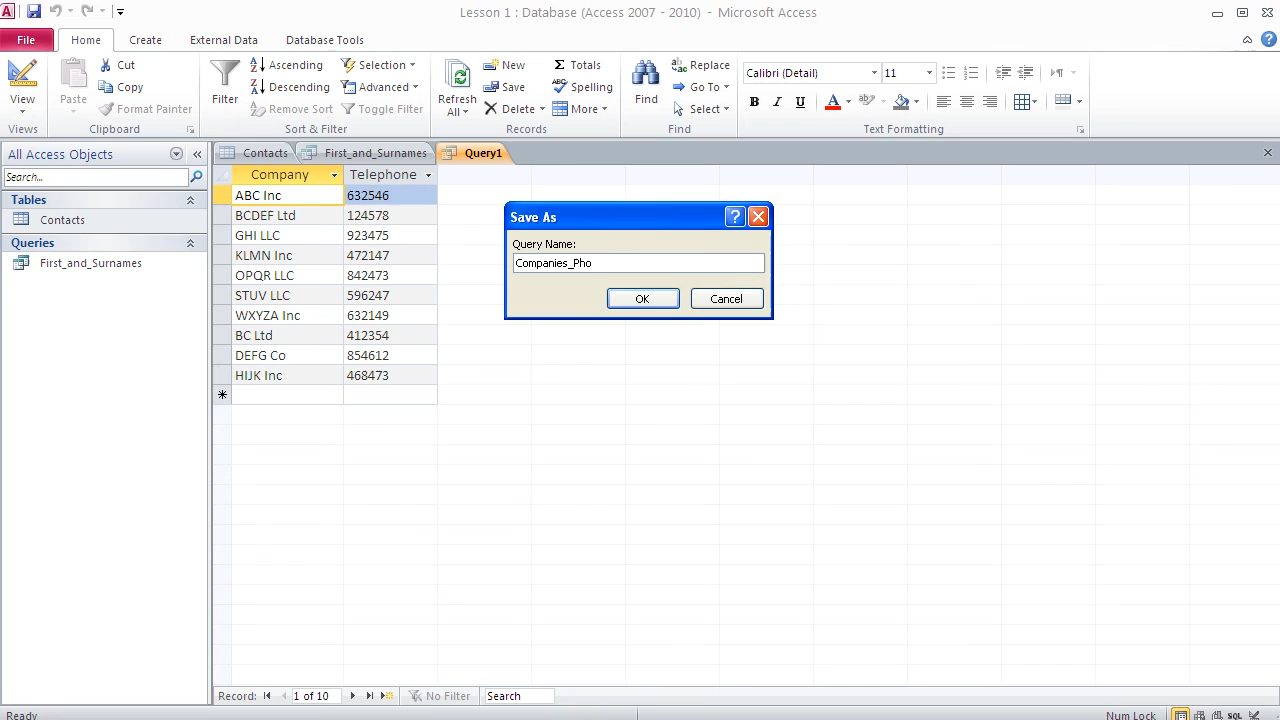 Lesson 1 : Database (Access 2007 - 2010) - Microsoft Access
File Home Create External Data Database Tools
View
Views
Paste
Cut
Copy
Format Painter
Clipboard
Filter
Ascending
Descending
Remove Sort
Selection
Advanced
Toggle Filter
Sort & Filter
Refresh
All
New
Save
Delete
Totals
Spelling
More
Records
Find
Replace
Go To
Select
Find
Calibri (Detail) 11
B I U A
Text Formatting
All Access Objects
Search...
Tables
Contacts
Queries
First_and_Surnames
Contacts First_and_Surnames Query1
Company Telephone
ABC Inc 632546
BCDEF Ltd 124578
GHI LLC 923475
KLMN Inc 472147
OPQR LLC 842473
STUV LLC 596247
WXYZA Inc 632149
BC Ltd 412354
DEFG Co 854612
HIJK Inc 468473
Save As
Query Name:
Companies_Pho
OK Cancel
Record: 1 of 10 No Filter Search
Ready Num Lock SQL